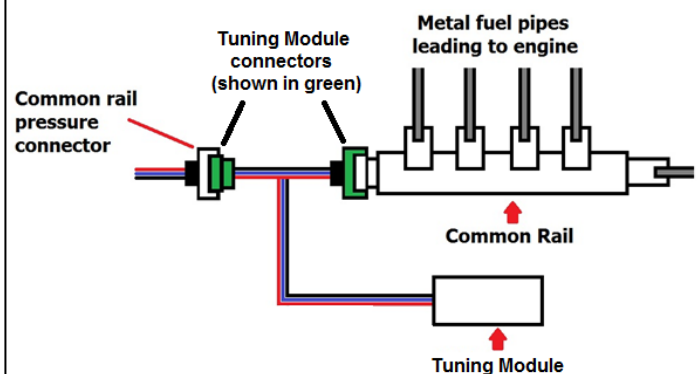 Metal fuel pipes
leading to engine
Tuning Module
connectors
(shown in green)
Common rail
pressure
connector
Common Rail
Tuning Module